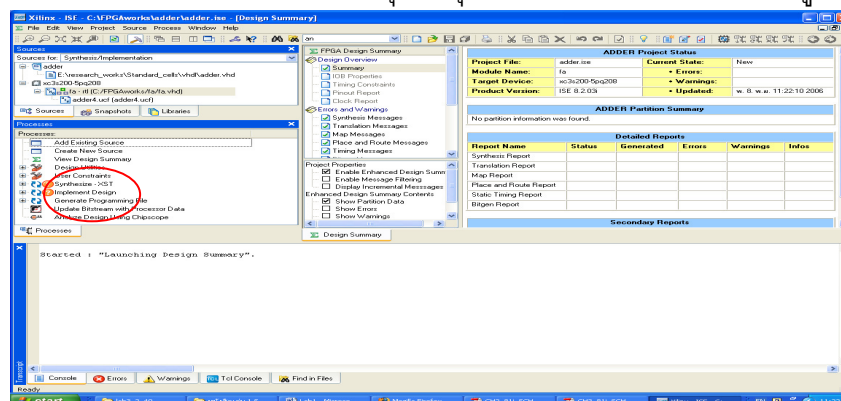 Xilinx - ISE - C:\FPGAworks\adder\adder.ise - [Design Summary]
File Edit View Project Source Process Window Help
Sources
Sources for: Synthesis/Implementation
adder
E:\research_works\Standard_cells\vhdl\adder.vhd
xc3s200-5pq208
fa - rtl (C:/FPGAworks/fa/fa.vhd)
adder4.ucf (adder4.ucf)
Sources Snapshots Libraries
Processes
Processes:
Add Existing Source
Create New Source
View Design Summary
Design Utilities
User Constraints
Synthesize - XST
Implement Design
Generate Programming File
Update Bitstream with Processor Data
Analyze Design Using Chipscope
Processes
FPGA Design Summary
Design Overview
Summary
IOB Properties
Timing Constraints
Pinout Report
Clock Report
Errors and Warnings
Synthesis Messages
Translation Messages
Map Messages
Place and Route Messages
Timing Messages
Project Properties
Enable Enhanced Design Summ
Enable Message Filtering
Display Incremental Messages
Enhanced Design Summary Contents
Show Partition Data
Show Errors
Show Warnings
Design Summary
ADDER Project Status
Project File: adder.ise Current State: New
Module Name: fa • Errors:
Target Device: xc3s200-5pq208 • Warnings:
Product Version: ISE 8.2.03i • Updated: พ. 8. พ.ย. 11:22:10 2006
ADDER Partition Summary
No partition information was found.
Detailed Reports
Report Name Status Generated Errors Warnings Infos
Synthesis Report
Translation Report
Map Report
Place and Route Report
Static Timing Report
Bitgen Report
Secondary Reports
Started : "Launching Design Summary".
Transcript
Console Errors Warnings Tcl Console Find in Files
Ready